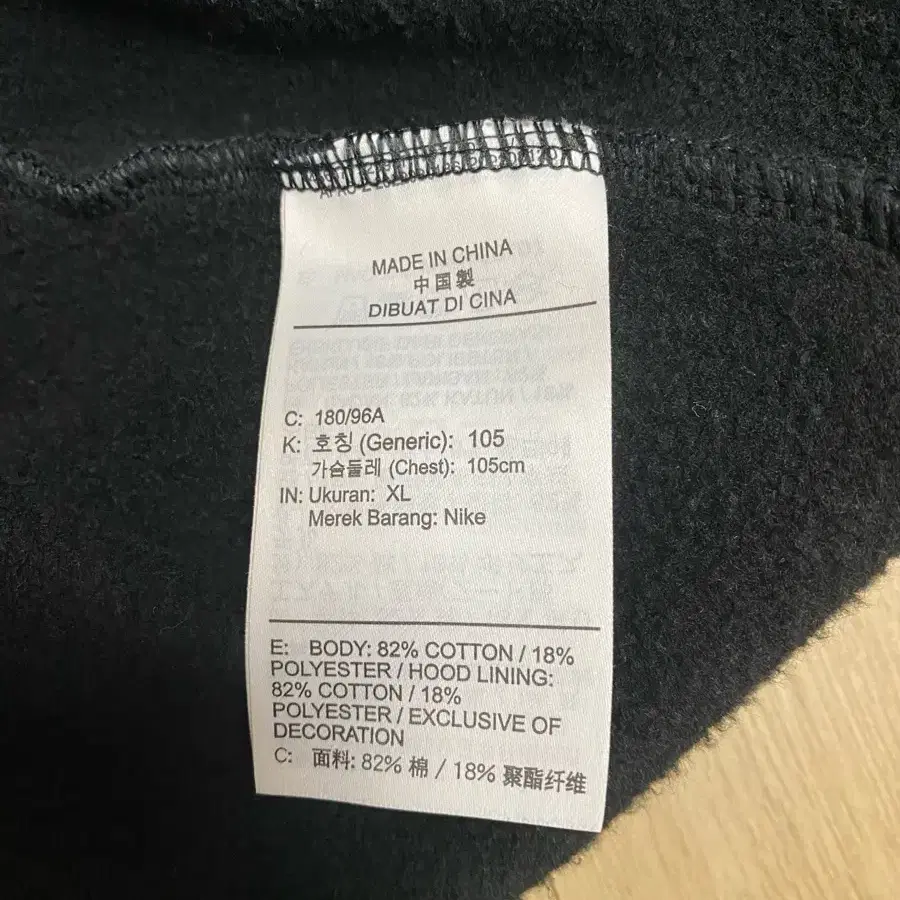 MADE IN CHINA
中国製
DIBUAT DI CINA
C: 180/96A
K: 호칭 (Generic): 105
가슴둘레 (Chest): 105cm
IN: Ukuran: XL
Merek Barang: Nike
E: BODY: 82% COTTON / 18%
POLYESTER / HOOD LINING:
82% COTTON / 18%
POLYESTER / EXCLUSIVE OF
DECORATION
C: 面料: 82% 棉 / 18% 聚酯纤维